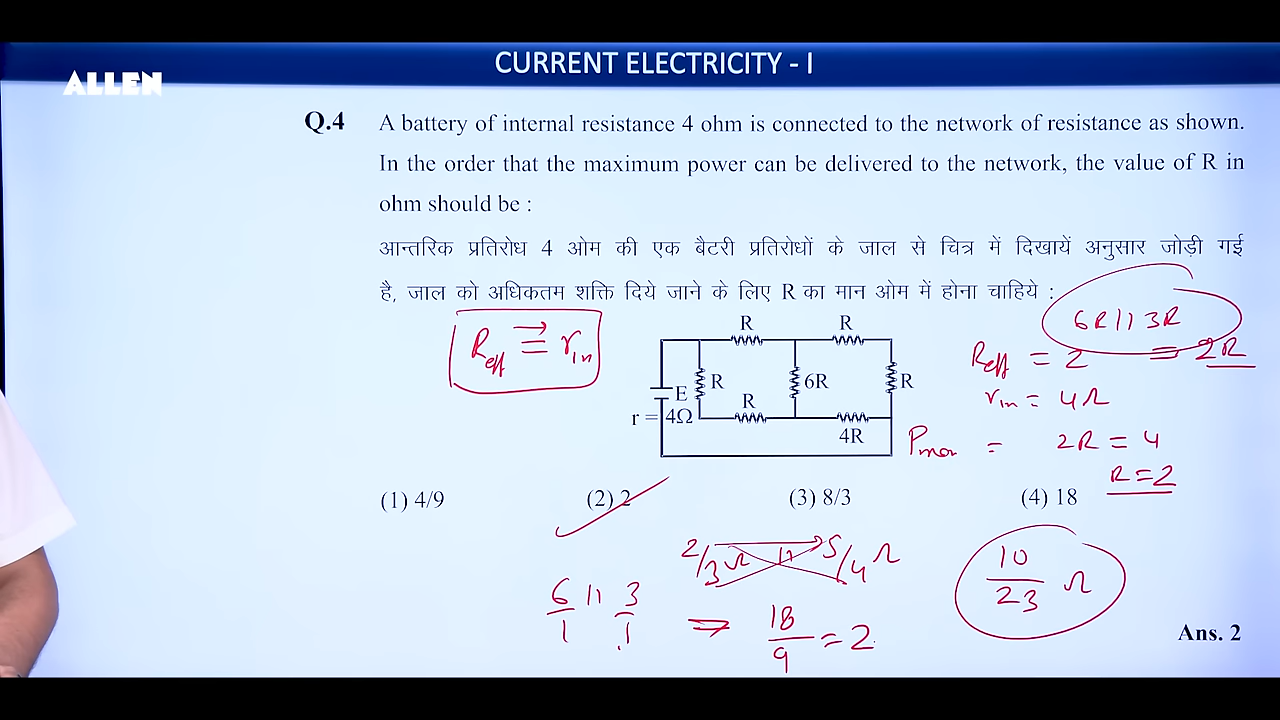 CURRENT ELECTRICITY - I
ALLEN
Q.4 A battery of internal resistance 4 ohm is connected to the network of resistance as shown.
In the order that the maximum power can be delivered to the network, the value of R in
ohm should be :
आन्तरिक प्रतिरोध 4 ओम की एक बैटरी प्रतिरोधों के जाल से चित्र में दिखायें अनुसार जोड़ी गई
है, जाल को अधिकतम शक्ति दिये जाने के लिए R का मान ओम में होना चाहिये :
6R || 3R
≡ 2R
Reff ≡ rin
R R
Reff = 2
E R 6R R
rin = 4Ω
r = 4Ω R
4R
Pmax = 2R = 4
R = 2
(1) 4/9 (2) 2 (3) 8/3 (4) 18
2/3 Ω || 5/4 Ω
10/23 Ω
6/1 || 3/1 ⇒ 18/9 = 2
Ans. 2